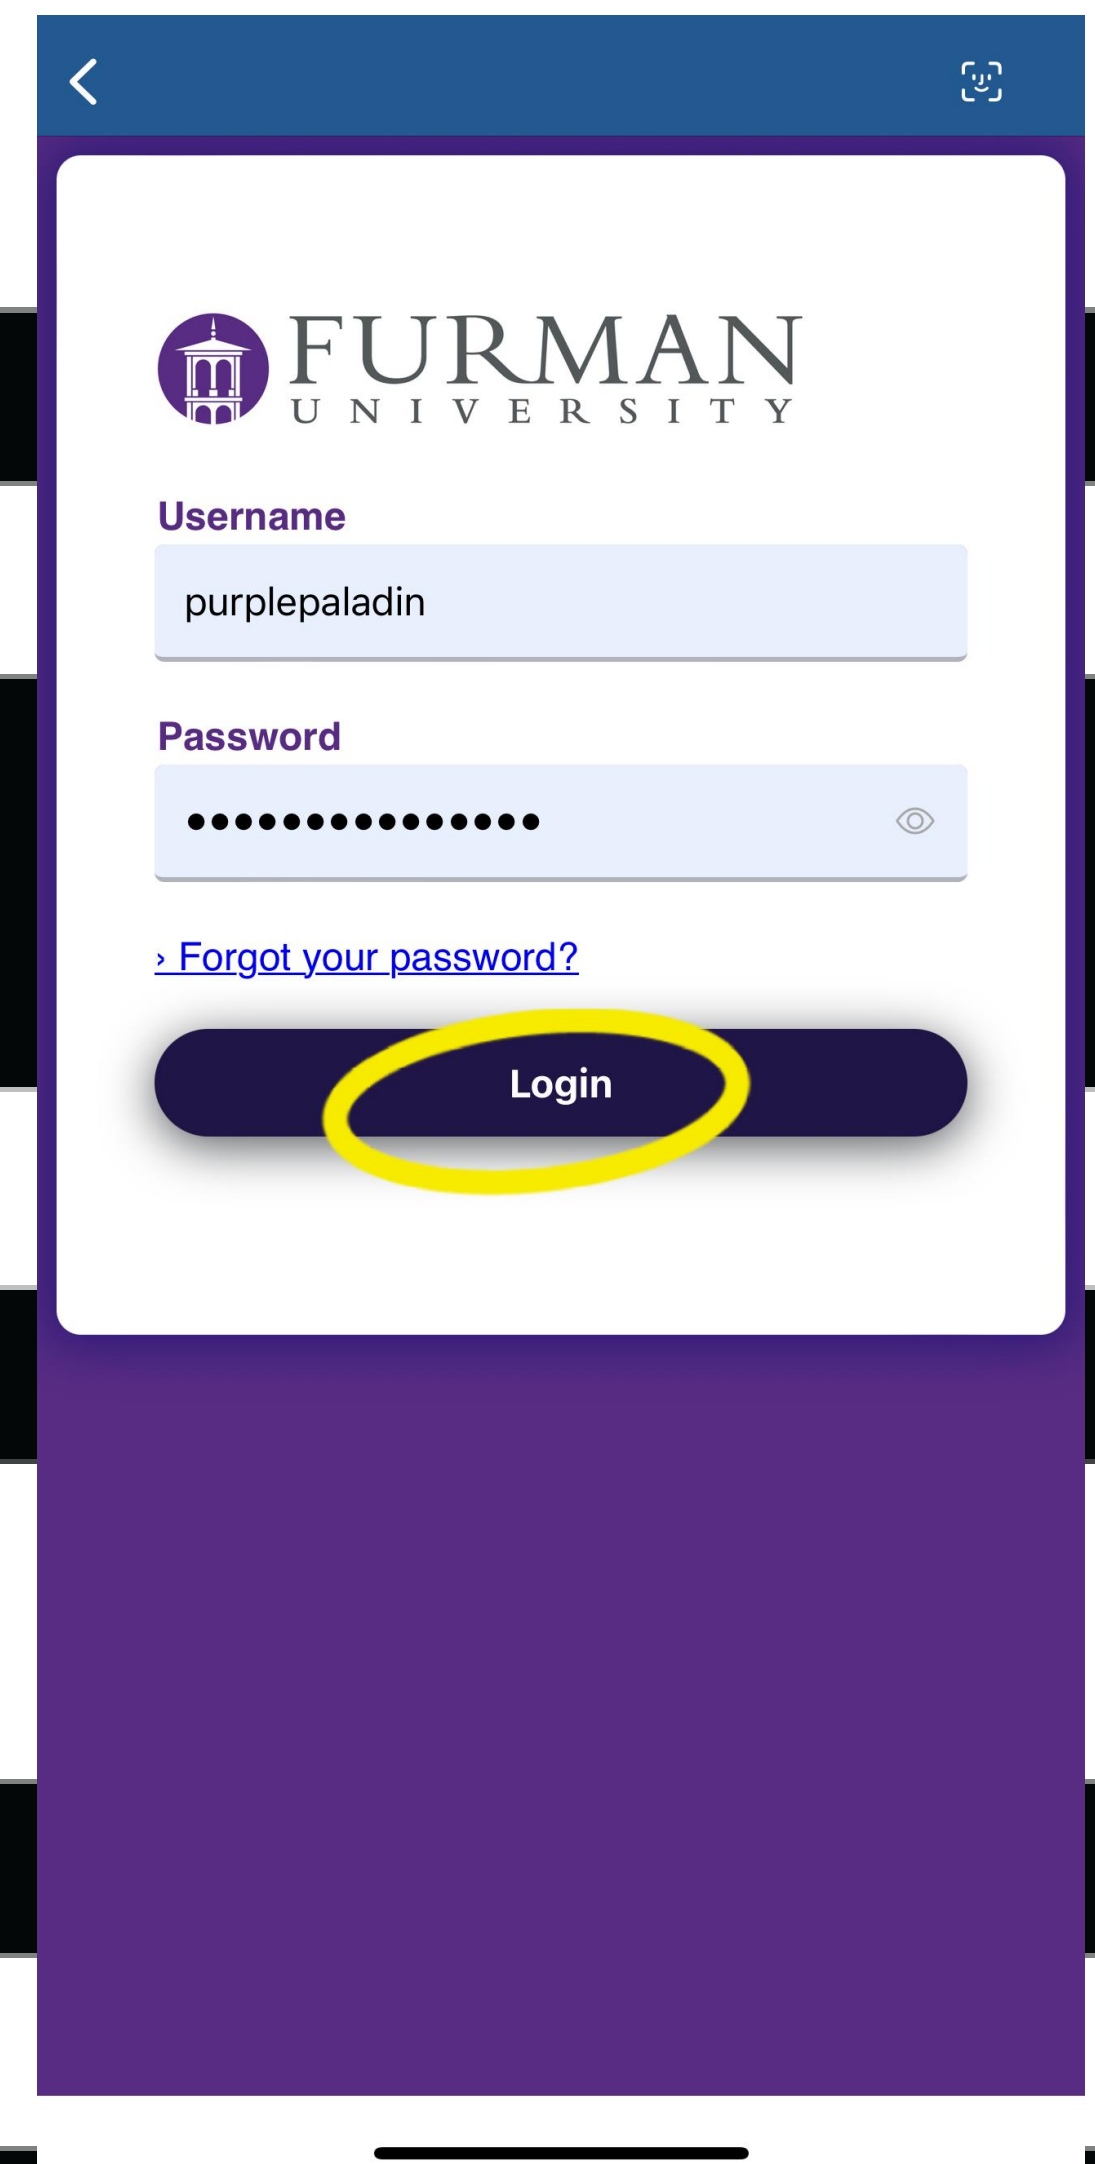 FURMAN
UNIVERSITY
Username
purplepaladin
Password
•••••••••••••••
› Forgot your password?
Login